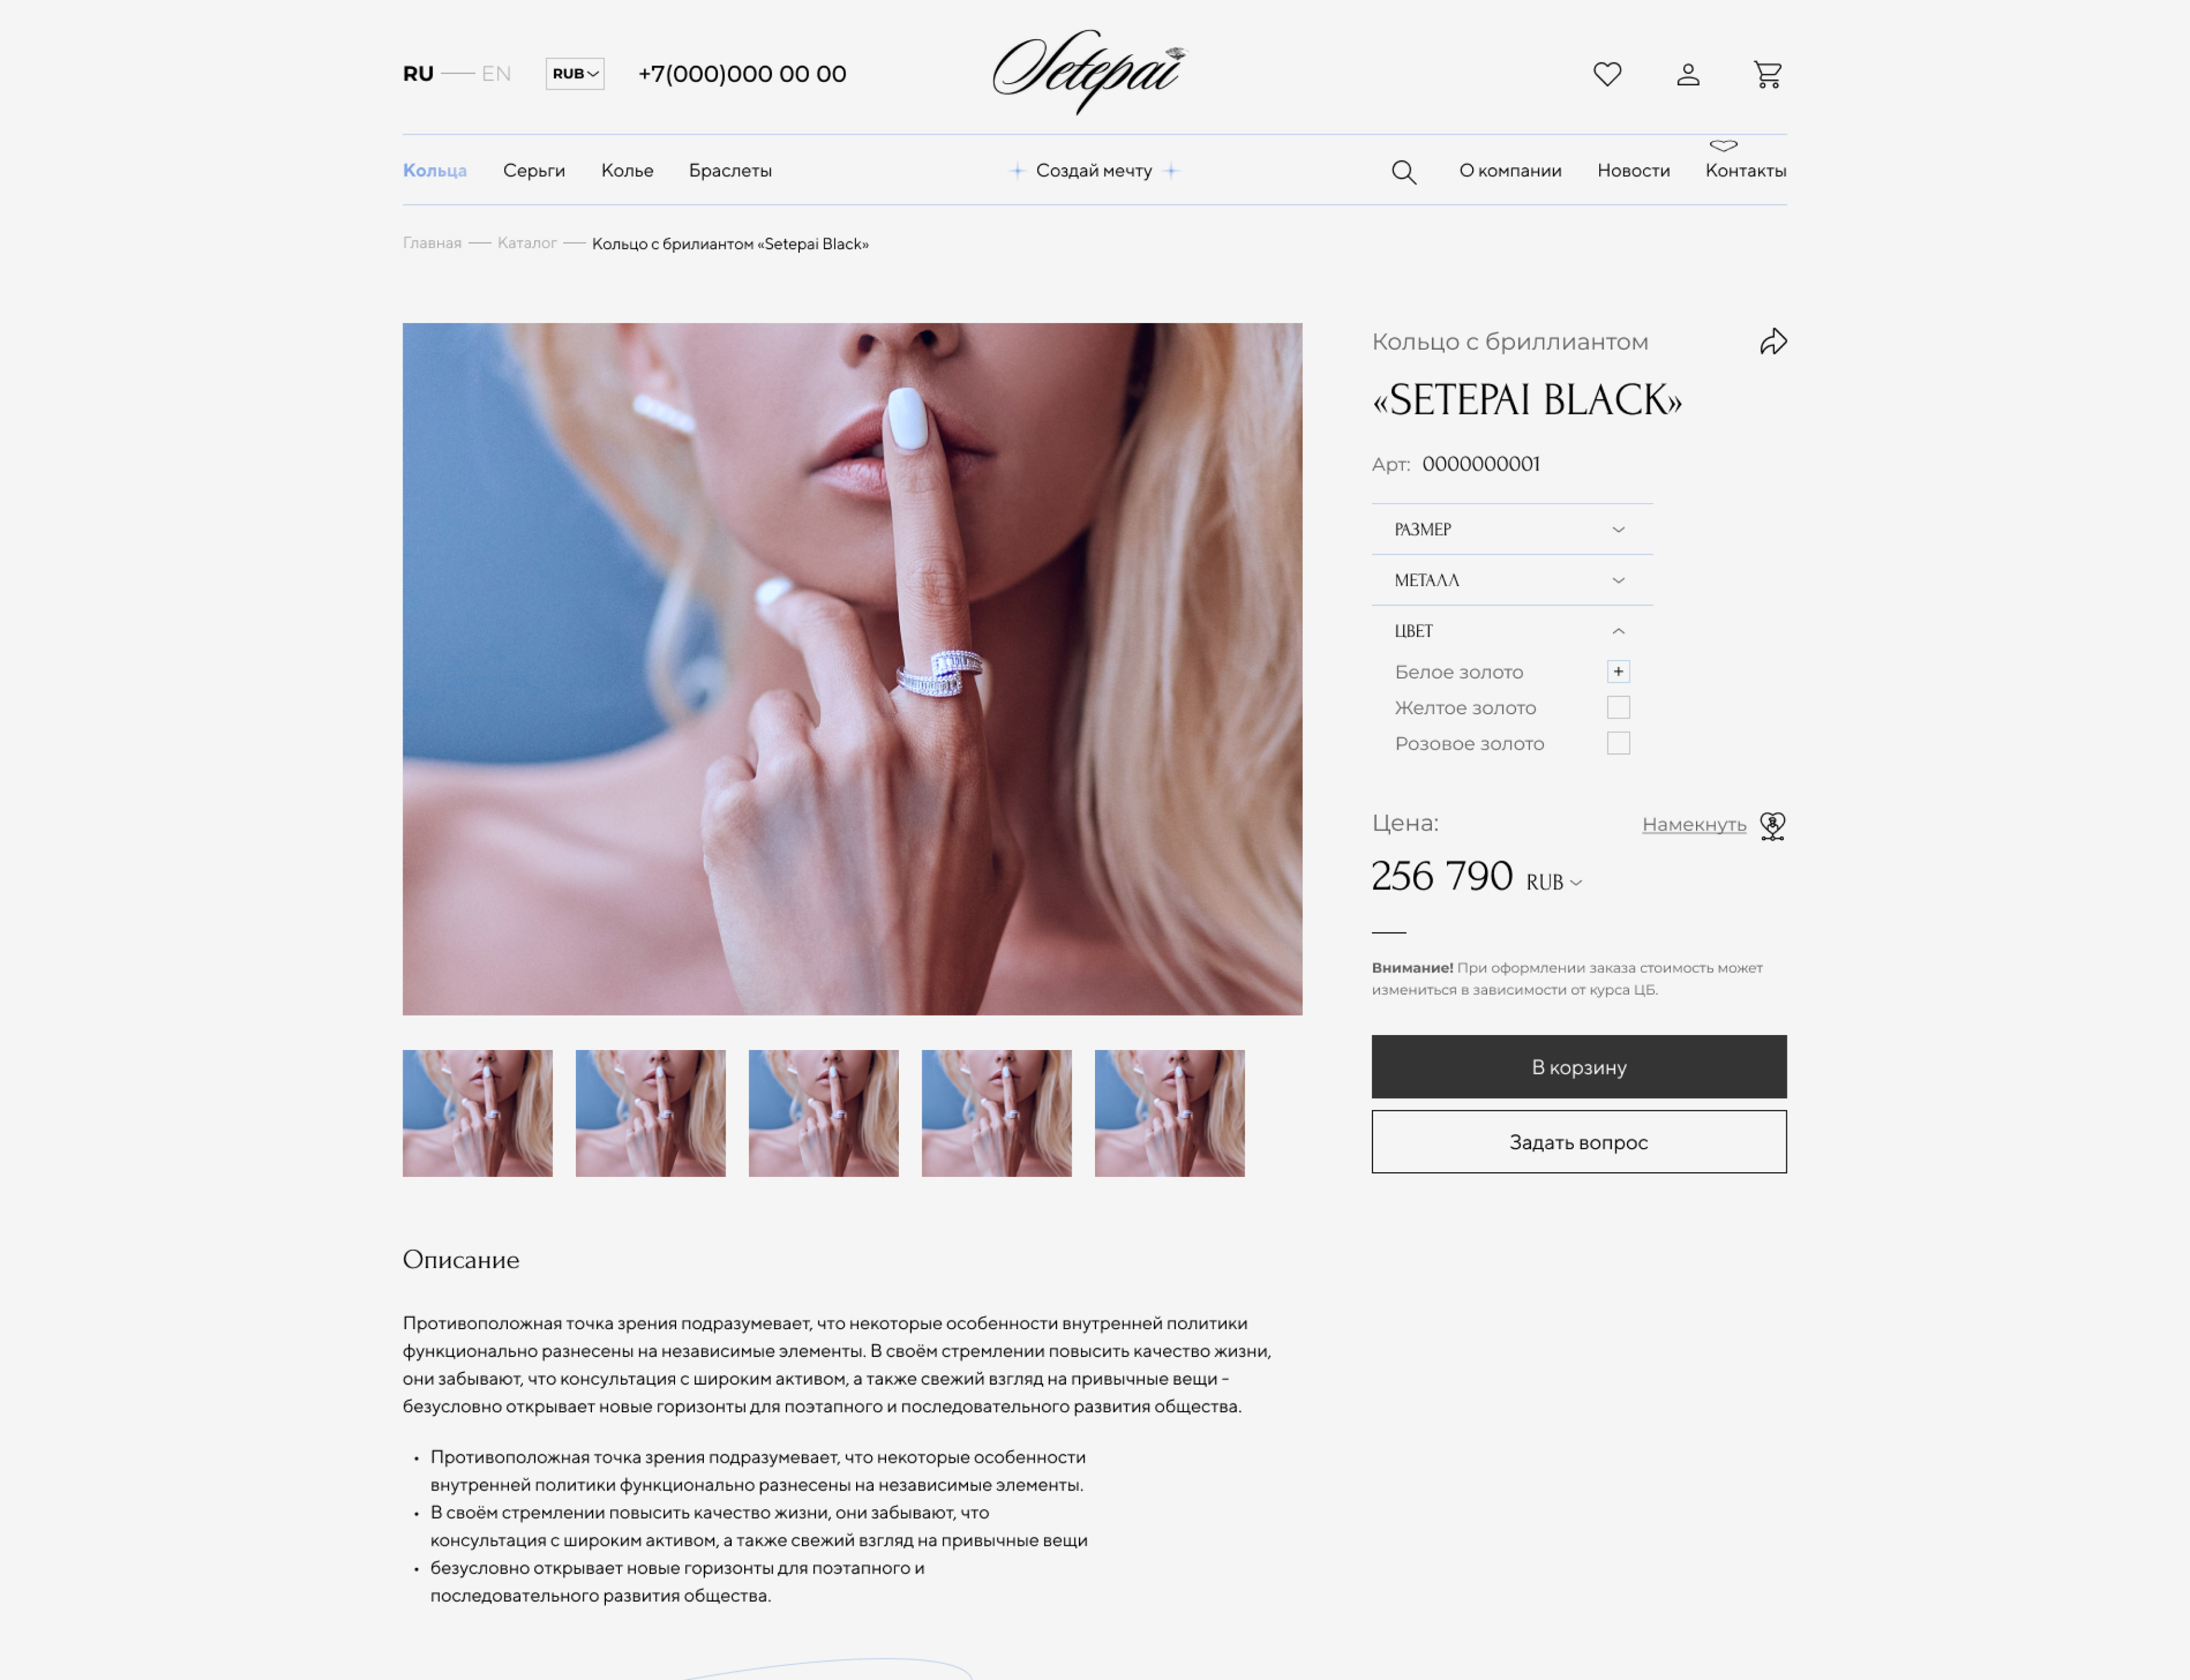 RU — EN
RUB
+7(000)000 00 00
Setepai
Кольца
Серьги
Колье
Браслеты
Создай мечту
О компании
Новости
Контакты
Главная — Каталог — Кольцо с брилиантом «Setepai Black»
Кольцо с бриллиантом
«SETEPAI BLACK»
Арт: 0000000001
РАЗМЕР
МЕТАЛЛ
ЦВЕТ
Белое золото +
Желтое золото
Розовое золото
Цена:
Намекнуть
256 790 RUB
Внимание! При оформлении заказа стоимость может
измениться в зависимости от курса ЦБ.
В корзину
Задать вопрос
Описание
Противоположная точка зрения подразумевает, что некоторые особенности внутренней политики
функционально разнесены на независимые элементы. В своём стремлении повысить качество жизни,
они забывают, что консультация с широким активом, а также свежий взгляд на привычные вещи -
безусловно открывает новые горизонты для поэтапного и последовательного развития общества.
• Противоположная точка зрения подразумевает, что некоторые особенности
внутренней политики функционально разнесены на независимые элементы.
• В своём стремлении повысить качество жизни, они забывают, что
консультация с широким активом, а также свежий взгляд на привычные вещи
• безусловно открывает новые горизонты для поэтапного и
последовательного развития общества.